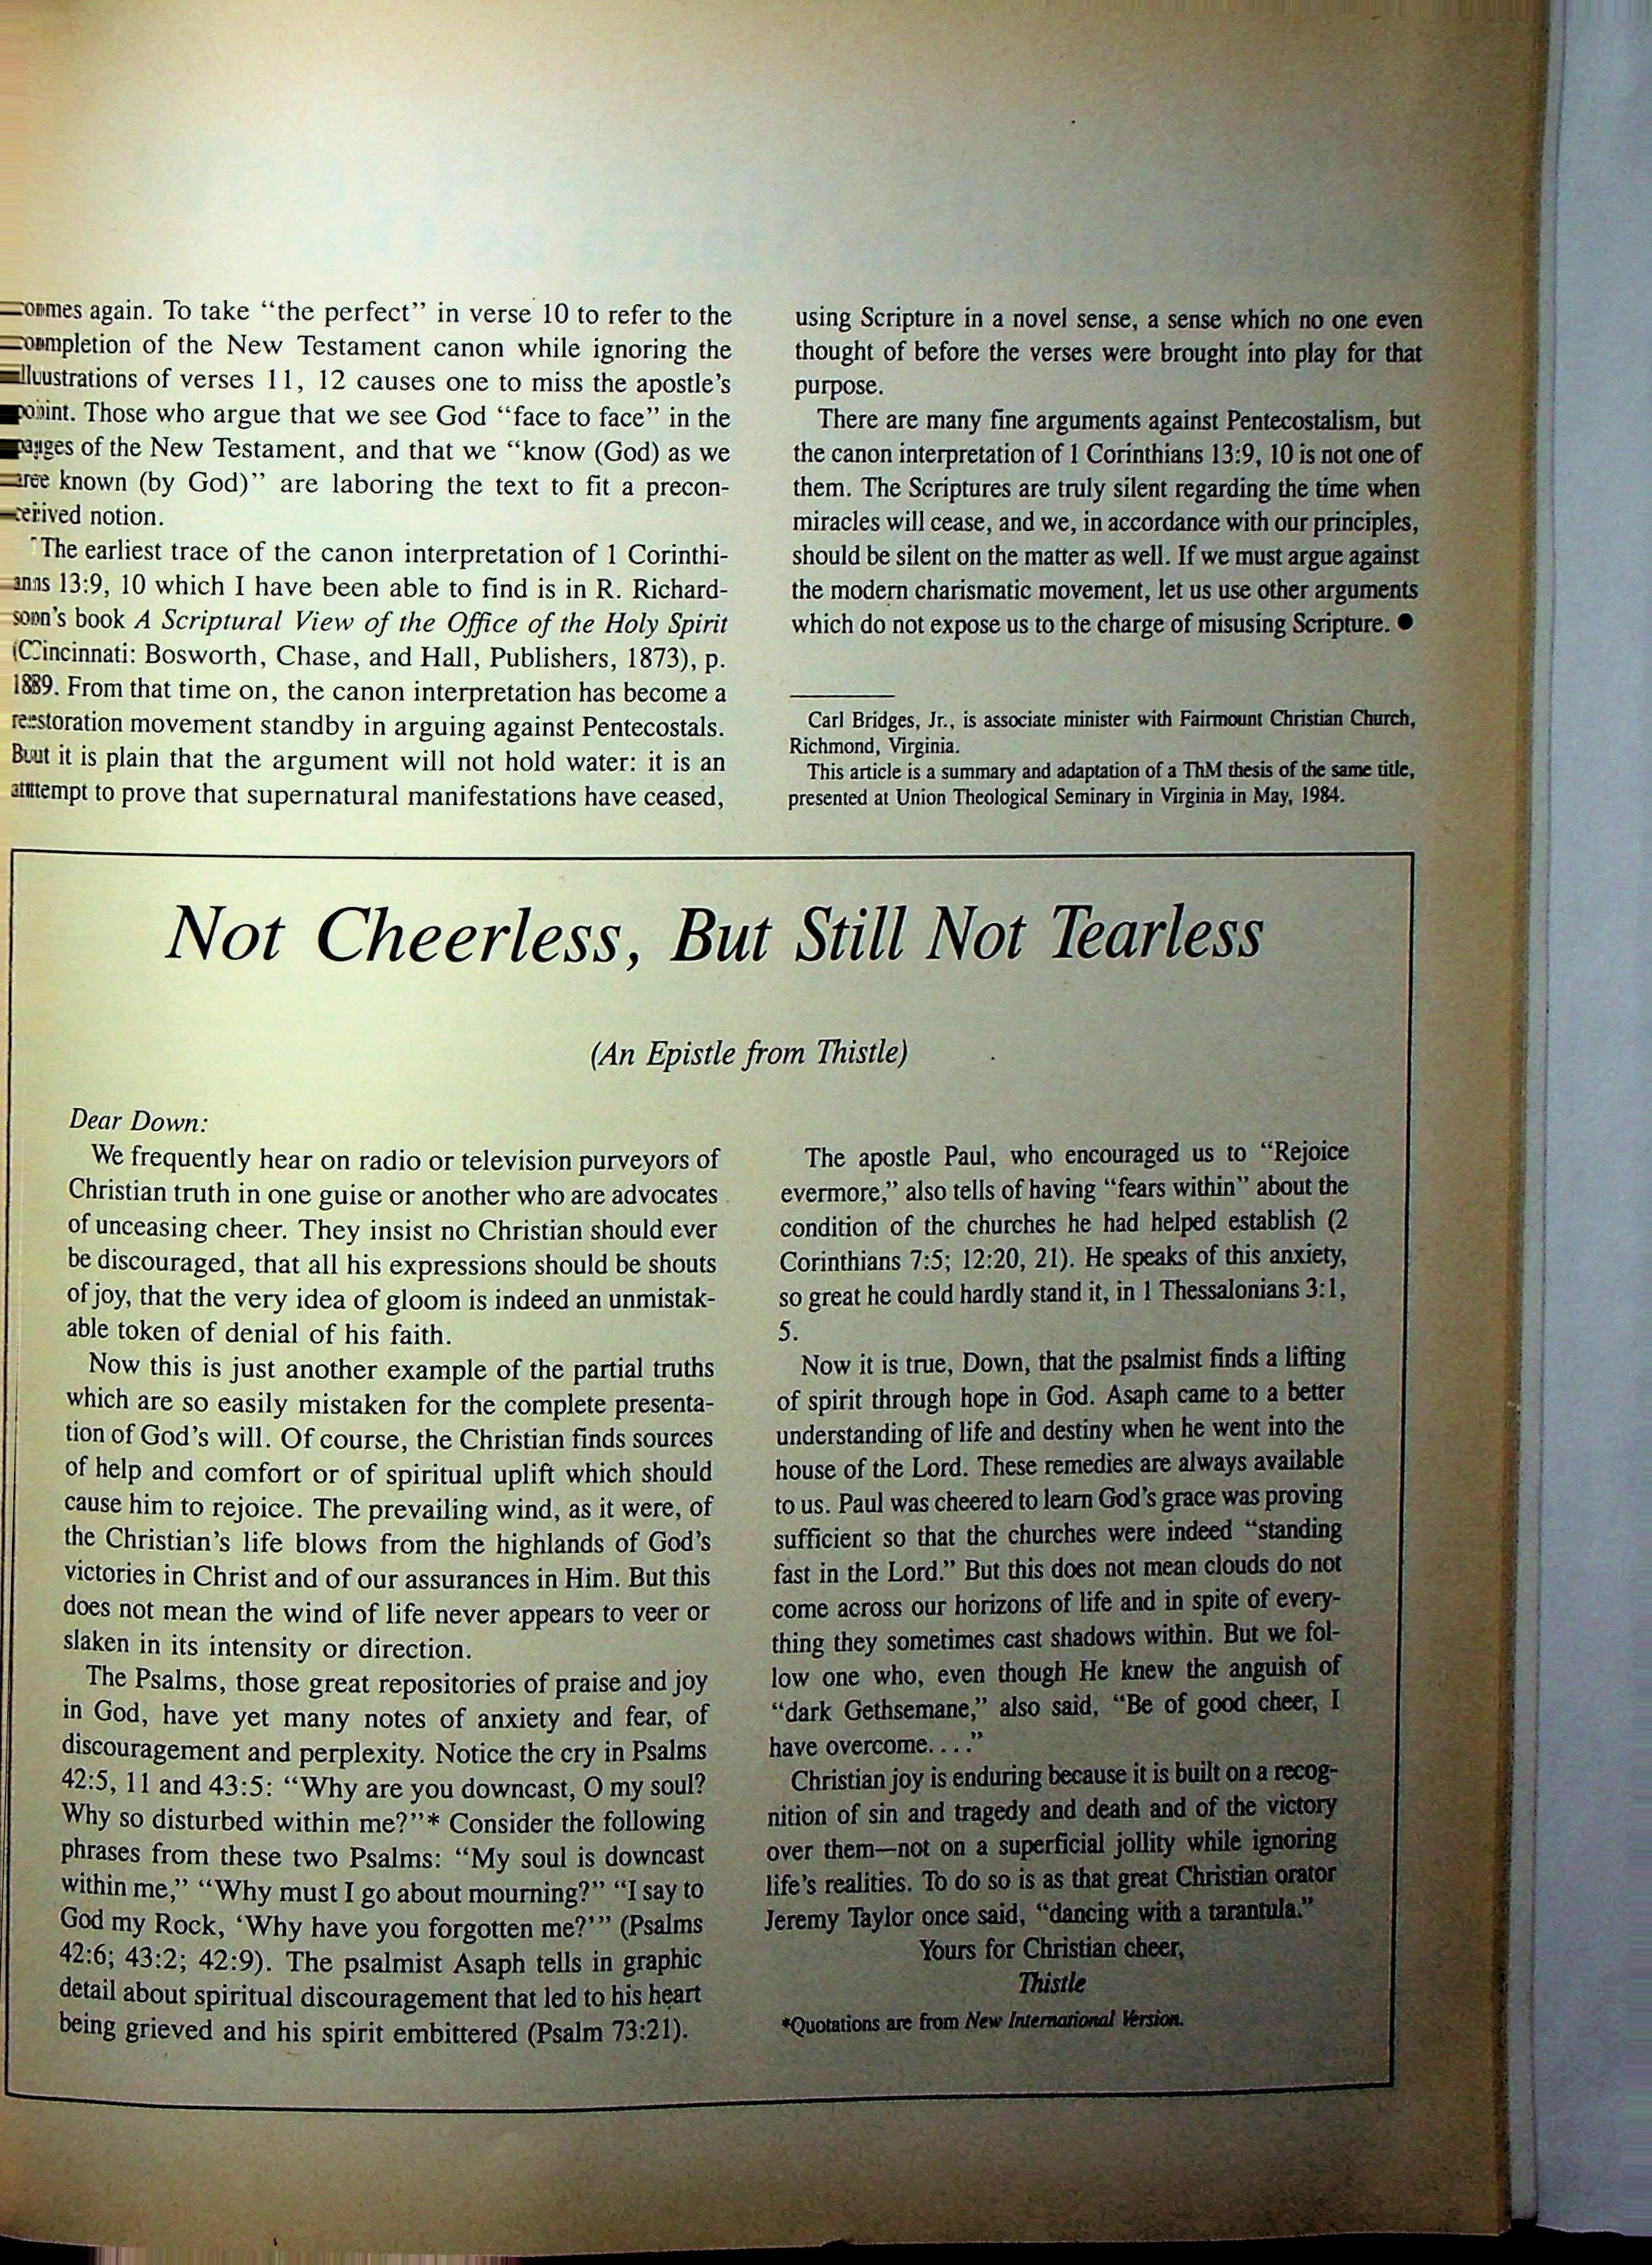 comes again. To take “the perfect” in verse 10 to refer to the
completion of the New Testament canon while ignoring the
illustrations of verses 11, 12 causes one to miss the apostle’s
point. Those who argue that we see God “face to face” in the
pages of the New Testament, and that we “know (God) as we
are known (by God)” are laboring the text to fit a precon-
ceived notion.
The earliest trace of the canon interpretation of 1 Corinthi-
ans 13:9, 10 which I have been able to find is in R. Richard-
son’s book A Scriptural View of the Office of the Holy Spirit
(Cincinnati: Bosworth, Chase, and Hall, Publishers, 1873), p.
From that time on, the canon interpretation has become a
restoration movement standby in arguing against Pentecostals.
But it is plain that the argument will not hold water: it is an
attempt to prove that supernatural manifestations have ceased,
using Scripture in a novel sense, a sense which no one even
thought of before the verses were brought into play for that
purpose.
There are many fine arguments against Pentecostalism, but
the canon interpretation of 1 Corinthians 13:9, 10 is not one of
them. The Scriptures are truly silent regarding the time when
miracles will cease, and we, in accordance with our principles,
should be silent on the matter as well. If we must argue against
the modern charismatic movement, let us use other arguments
which do not expose us to the charge of misusing Scripture. ●
Carl Bridges, Jr., is associate minister with Fairmount Christian Church,
Richmond, Virginia.
This article is a summary and adaptation of a ThM thesis of the same title,
presented at Union Theological Seminary in Virginia in May, 1984.
Not Cheerless, But Still Not Tearless
(An Epistle from Thistle)
Dear Down:
We frequently hear on radio or television purveyors of
Christian truth in one guise or another who are advocates
of unceasing cheer. They insist no Christian should ever
be discouraged, that all his expressions should be shouts
of joy, that the very idea of gloom is indeed an unmistak-
able token of denial of his faith.
Now this is just another example of the partial truths
which are so easily mistaken for the complete presenta-
tion of God’s will. Of course, the Christian finds sources
of help and comfort or of spiritual uplift which should
cause him to rejoice. The prevailing wind, as it were, of
the Christian’s life blows from the highlands of God’s
victories in Christ and of our assurances in Him. But this
does not mean the wind of life never appears to veer or
slaken in its intensity or direction.
The Psalms, those great repositories of praise and joy
in God, have yet many notes of anxiety and fear, of
discouragement and perplexity. Notice the cry in Psalms
42:5, 11 and 43:5: “Why are you downcast, O my soul?
Why so disturbed within me?”* Consider the following
phrases from these two Psalms: “My soul is downcast
within me,” “Why must I go about mourning?” “I say to
God my Rock, ‘Why have you forgotten me?’” (Psalms
42:6; 43:2; 42:9). The psalmist Asaph tells in graphic
detail about spiritual discouragement that led to his heart
being grieved and his spirit embittered (Psalm 73:21).
The apostle Paul, who encouraged us to “Rejoice
evermore,” also tells of having “fears within” about the
condition of the churches he had helped establish (2
Corinthians 7:5; 12:20, 21). He speaks of this anxiety,
so great he could hardly stand it, in 1 Thessalonians 3:1,
5.
Now it is true, Down, that the psalmist finds a lifting
of spirit through hope in God. Asaph came to a better
understanding of life and destiny when he went into the
house of the Lord. These remedies are always available
to us. Paul was cheered to learn God’s grace was proving
sufficient so that the churches were indeed “standing
fast in the Lord.” But this does not mean clouds do not
come across our horizons of life and in spite of every-
thing they sometimes cast shadows within. But we fol-
low one who, even though He knew the anguish of
“dark Gethsemane,” also said, “Be of good cheer, I
have overcome. . . .”
Christian joy is enduring because it is built on a recog-
nition of sin and tragedy and death and of the victory
over them—not on a superficial jollity while ignoring
life’s realities. To do so is as that great Christian orator
Jeremy Taylor once said, “dancing with a tarantula.”
Yours for Christian cheer,
Thistle
*Quotations are from New International Version.